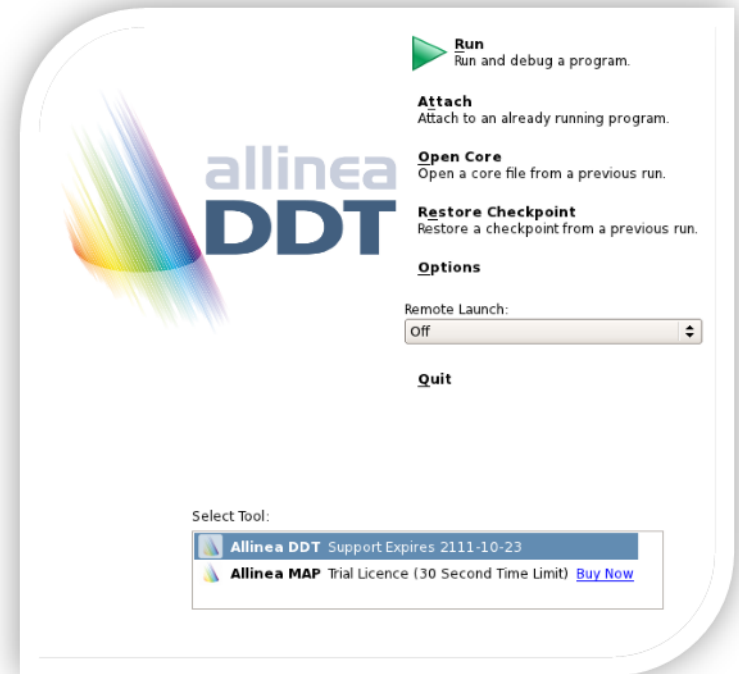 Run
Run and debug a program.
Attach
Attach to an already running program.
allinea
DDT
Open Core
Open a core file from a previous run.
Restore Checkpoint
Restore a checkpoint from a previous run.
Options
Remote Launch:
Off
Quit
Select Tool:
Allinea DDT Support Expires 2111-10-23
Allinea MAP Trial Licence (30 Second Time Limit) Buy Now